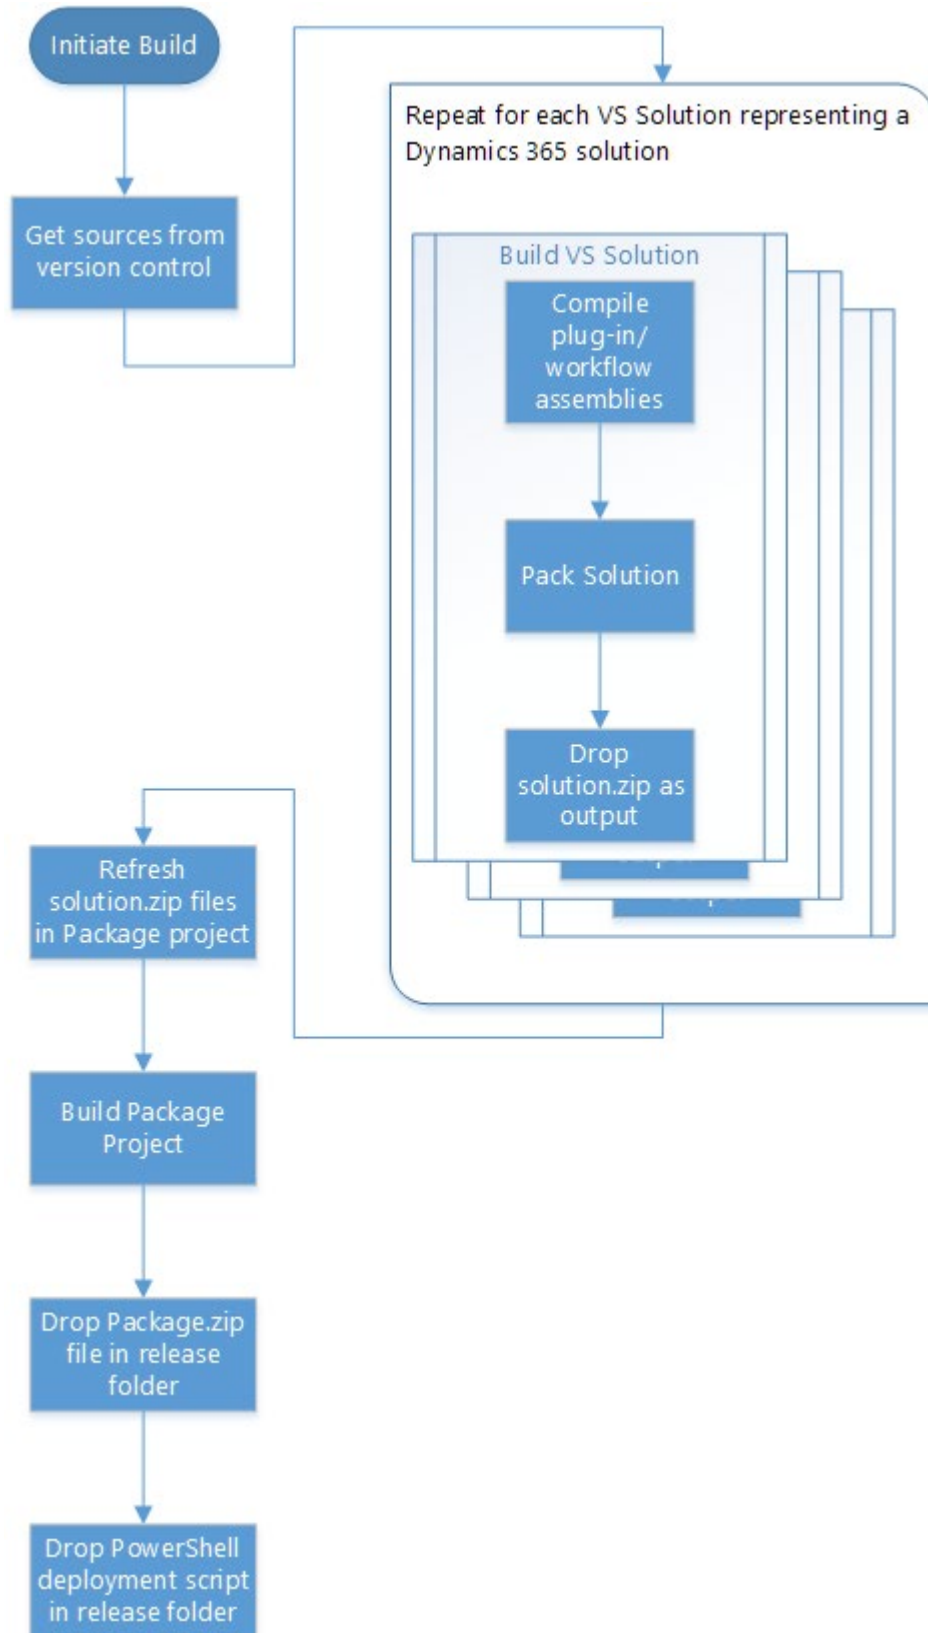 Initiate Build
Get sources from
version control
Repeat for each VS Solution representing a
Dynamics 365 solution
Build VS Solution
Compile
plug-in/
workflow
assemblies
Pack Solution
Drop
solution.zip as
output
Refresh
solution.zip files
in Package project
Build Package
Project
Drop Package.zip
file in release
folder
Drop PowerShell
deployment script
in release folder